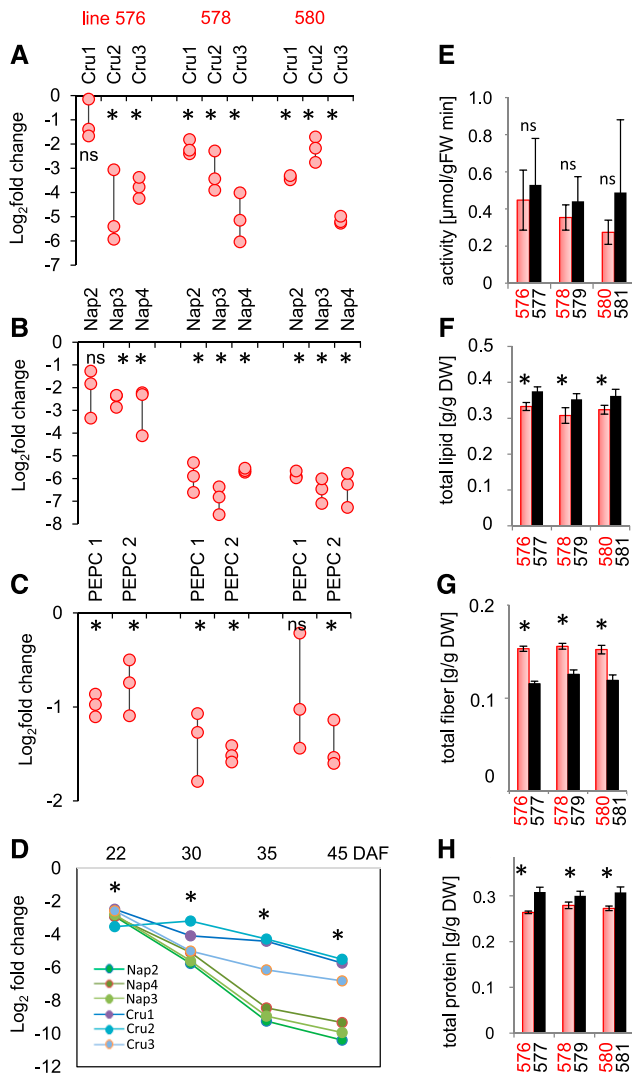 line 576 578 580
A Cru1 Cru2 Cru3 Cru1 Cru2 Cru3 Cru1 Cru2 Cru3
Log2fold change
0
-1
-2
-3
-4
-5
-6
-7
* * * * * * * *
ns
B Nap2 Nap3 Nap4 Nap2 Nap3 Nap4 Nap2 Nap3 Nap4
Log2fold change
0
-1
-2
-3
-4
-5
-6
-7
-8
ns * * * * * * * *
C PEPC 1 PEPC 2 PEPC 1 PEPC 2 PEPC 1 PEPC 2
Log2fold change
0
-1
-2
* * * * ns *
D 22 30 35 45 DAF
Log2 fold change
-2
-4
-6
-8
-10
-12
* * * *
Nap2
Nap4
Nap3
Cru1
Cru2
Cru3
E
activity [µmol/gFW min]
1
0.8
0.6
0.4
0.2
0
ns ns ns
576 577 578 579 580 581
F
total lipid [g/g DW]
0.5
0.4
0.3
0.2
0.1
0
* * *
576 577 578 579 580 581
G
total fiber [g/g DW]
0.2
0.1
0
* * *
576 577 578 579 580 581
H
total protein [g/g DW]
0.3
0.2
0.1
0
* * *
576 577 578 579 580 581